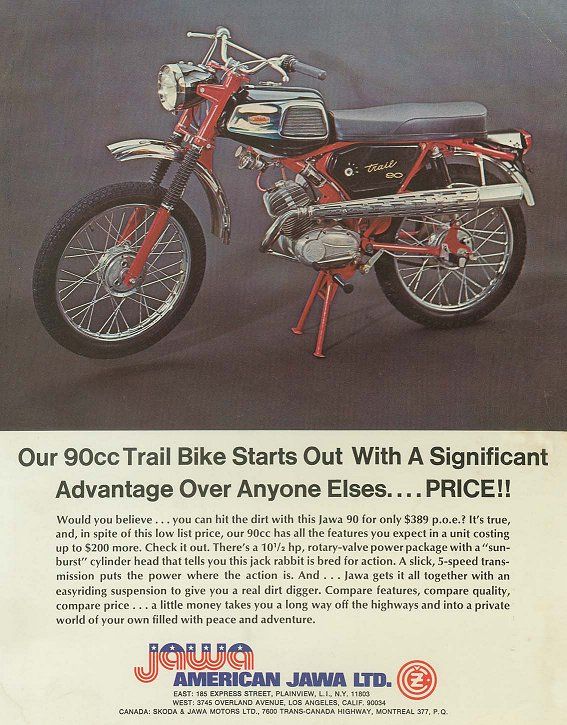 trail
90
Our 90cc Trail Bike Starts Out With A Significant
Advantage Over Anyone Elses....PRICE!!
Would you believe ... you can hit the dirt with this Jawa 90 for only $389 p.o.e.? It's true,
and, in spite of this low list price, our 90cc has all the features you expect in a unit costing
up to $200 more. Check it out. There's a 10½ hp, rotary-valve power package with a "sun-
burst" cylinder head that tells you this jack rabbit is bred for action. A slick, 5-speed trans-
mission puts the power where the action is. And ... Jawa gets it all together with an
easyriding suspension to give you a real dirt digger. Compare features, compare quality,
compare price ... a little money takes you a long way off the highways and into a private
world of your own filled with peace and adventure.
JAWA
AMERICAN JAWA LTD.
CZ
EAST: 185 EXPRESS STREET, PLAINVIEW, L.I., N.Y. 11803
WEST: 3745 OVERLAND AVENUE, LOS ANGELES, CALIF. 90034
CANADA: SKODA & JAWA MOTORS LTD., 7600 TRANS-CANADA HIGHWAY, MONTREAL 377, P.Q.